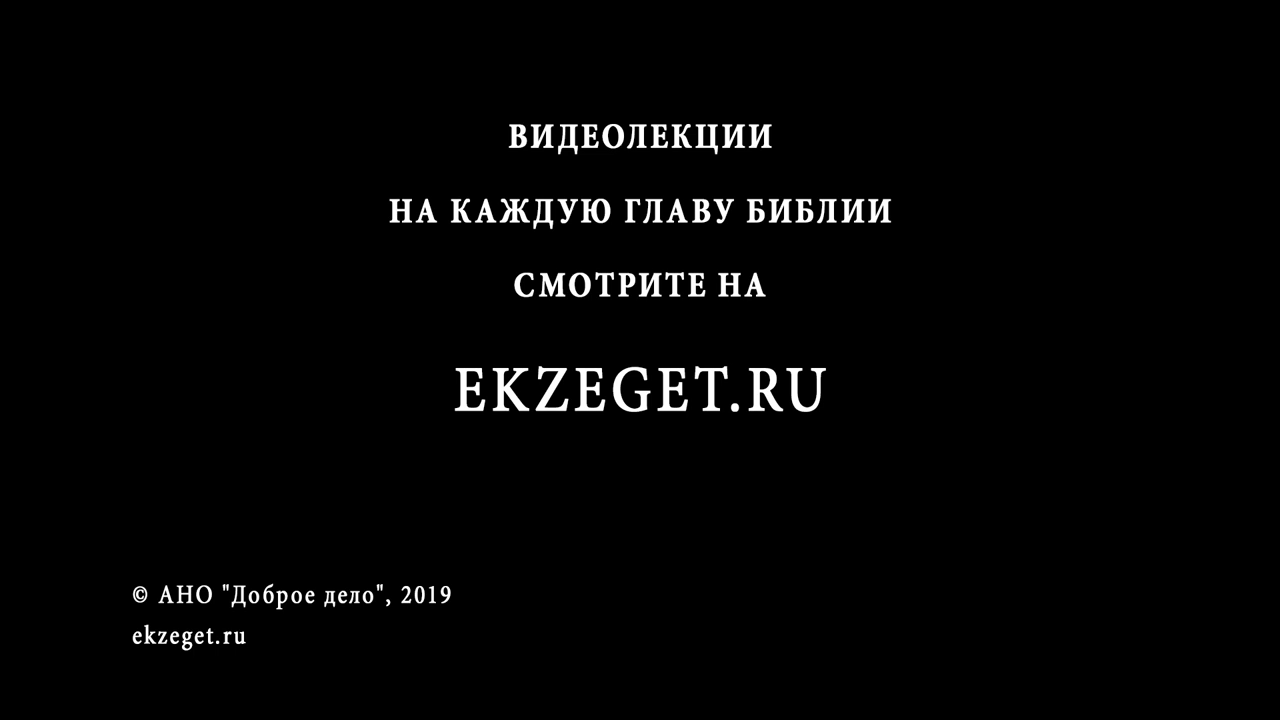 ВИДЕОЛЕКЦИИ
НА КАЖДУЮ ГЛАВУ БИБЛИИ
СМОТРИТЕ НА
EKZEGET.RU
© АНО "Доброе дело", 2019
ekzeget.ru